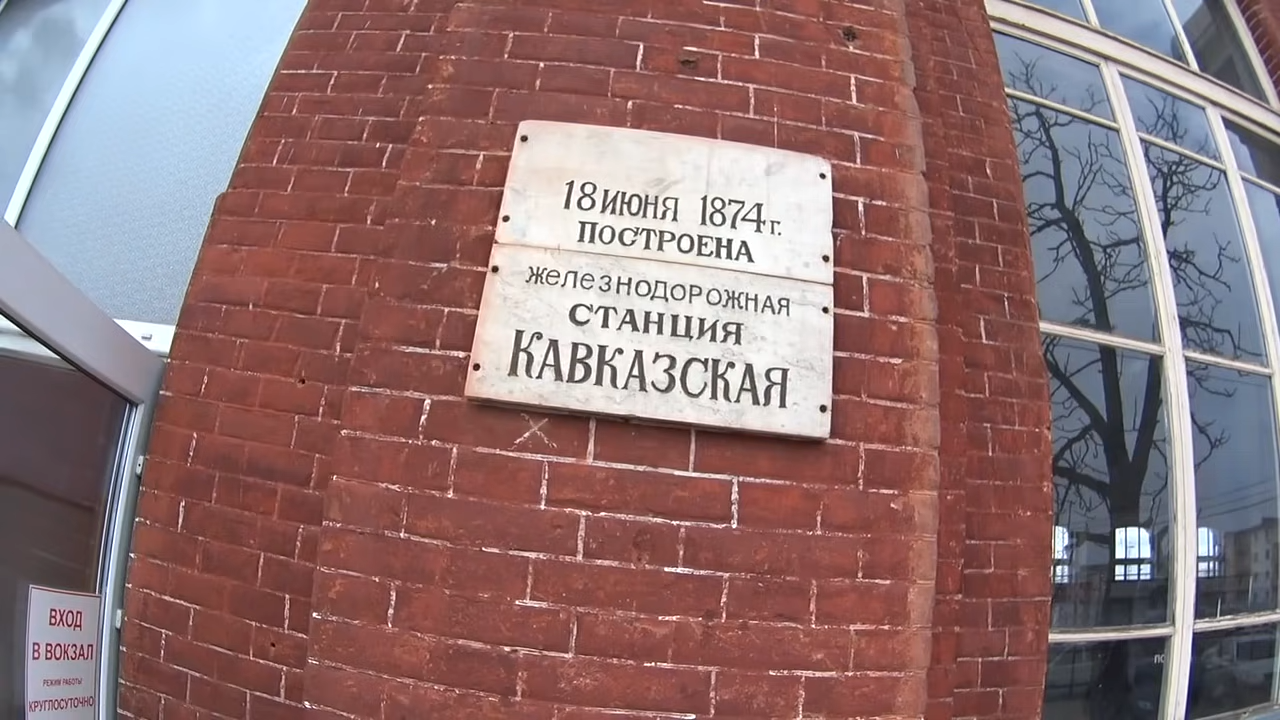 18 ИЮНЯ 1874 г.
ПОСТРОЕНА
ЖЕЛЕЗНОДОРОЖНАЯ
СТАНЦИЯ
КАВКАЗСКАЯ
ВХОД
В ВОКЗАЛ
РЕЖИМ РАБОТЫ
КРУГЛОСУТОЧНО